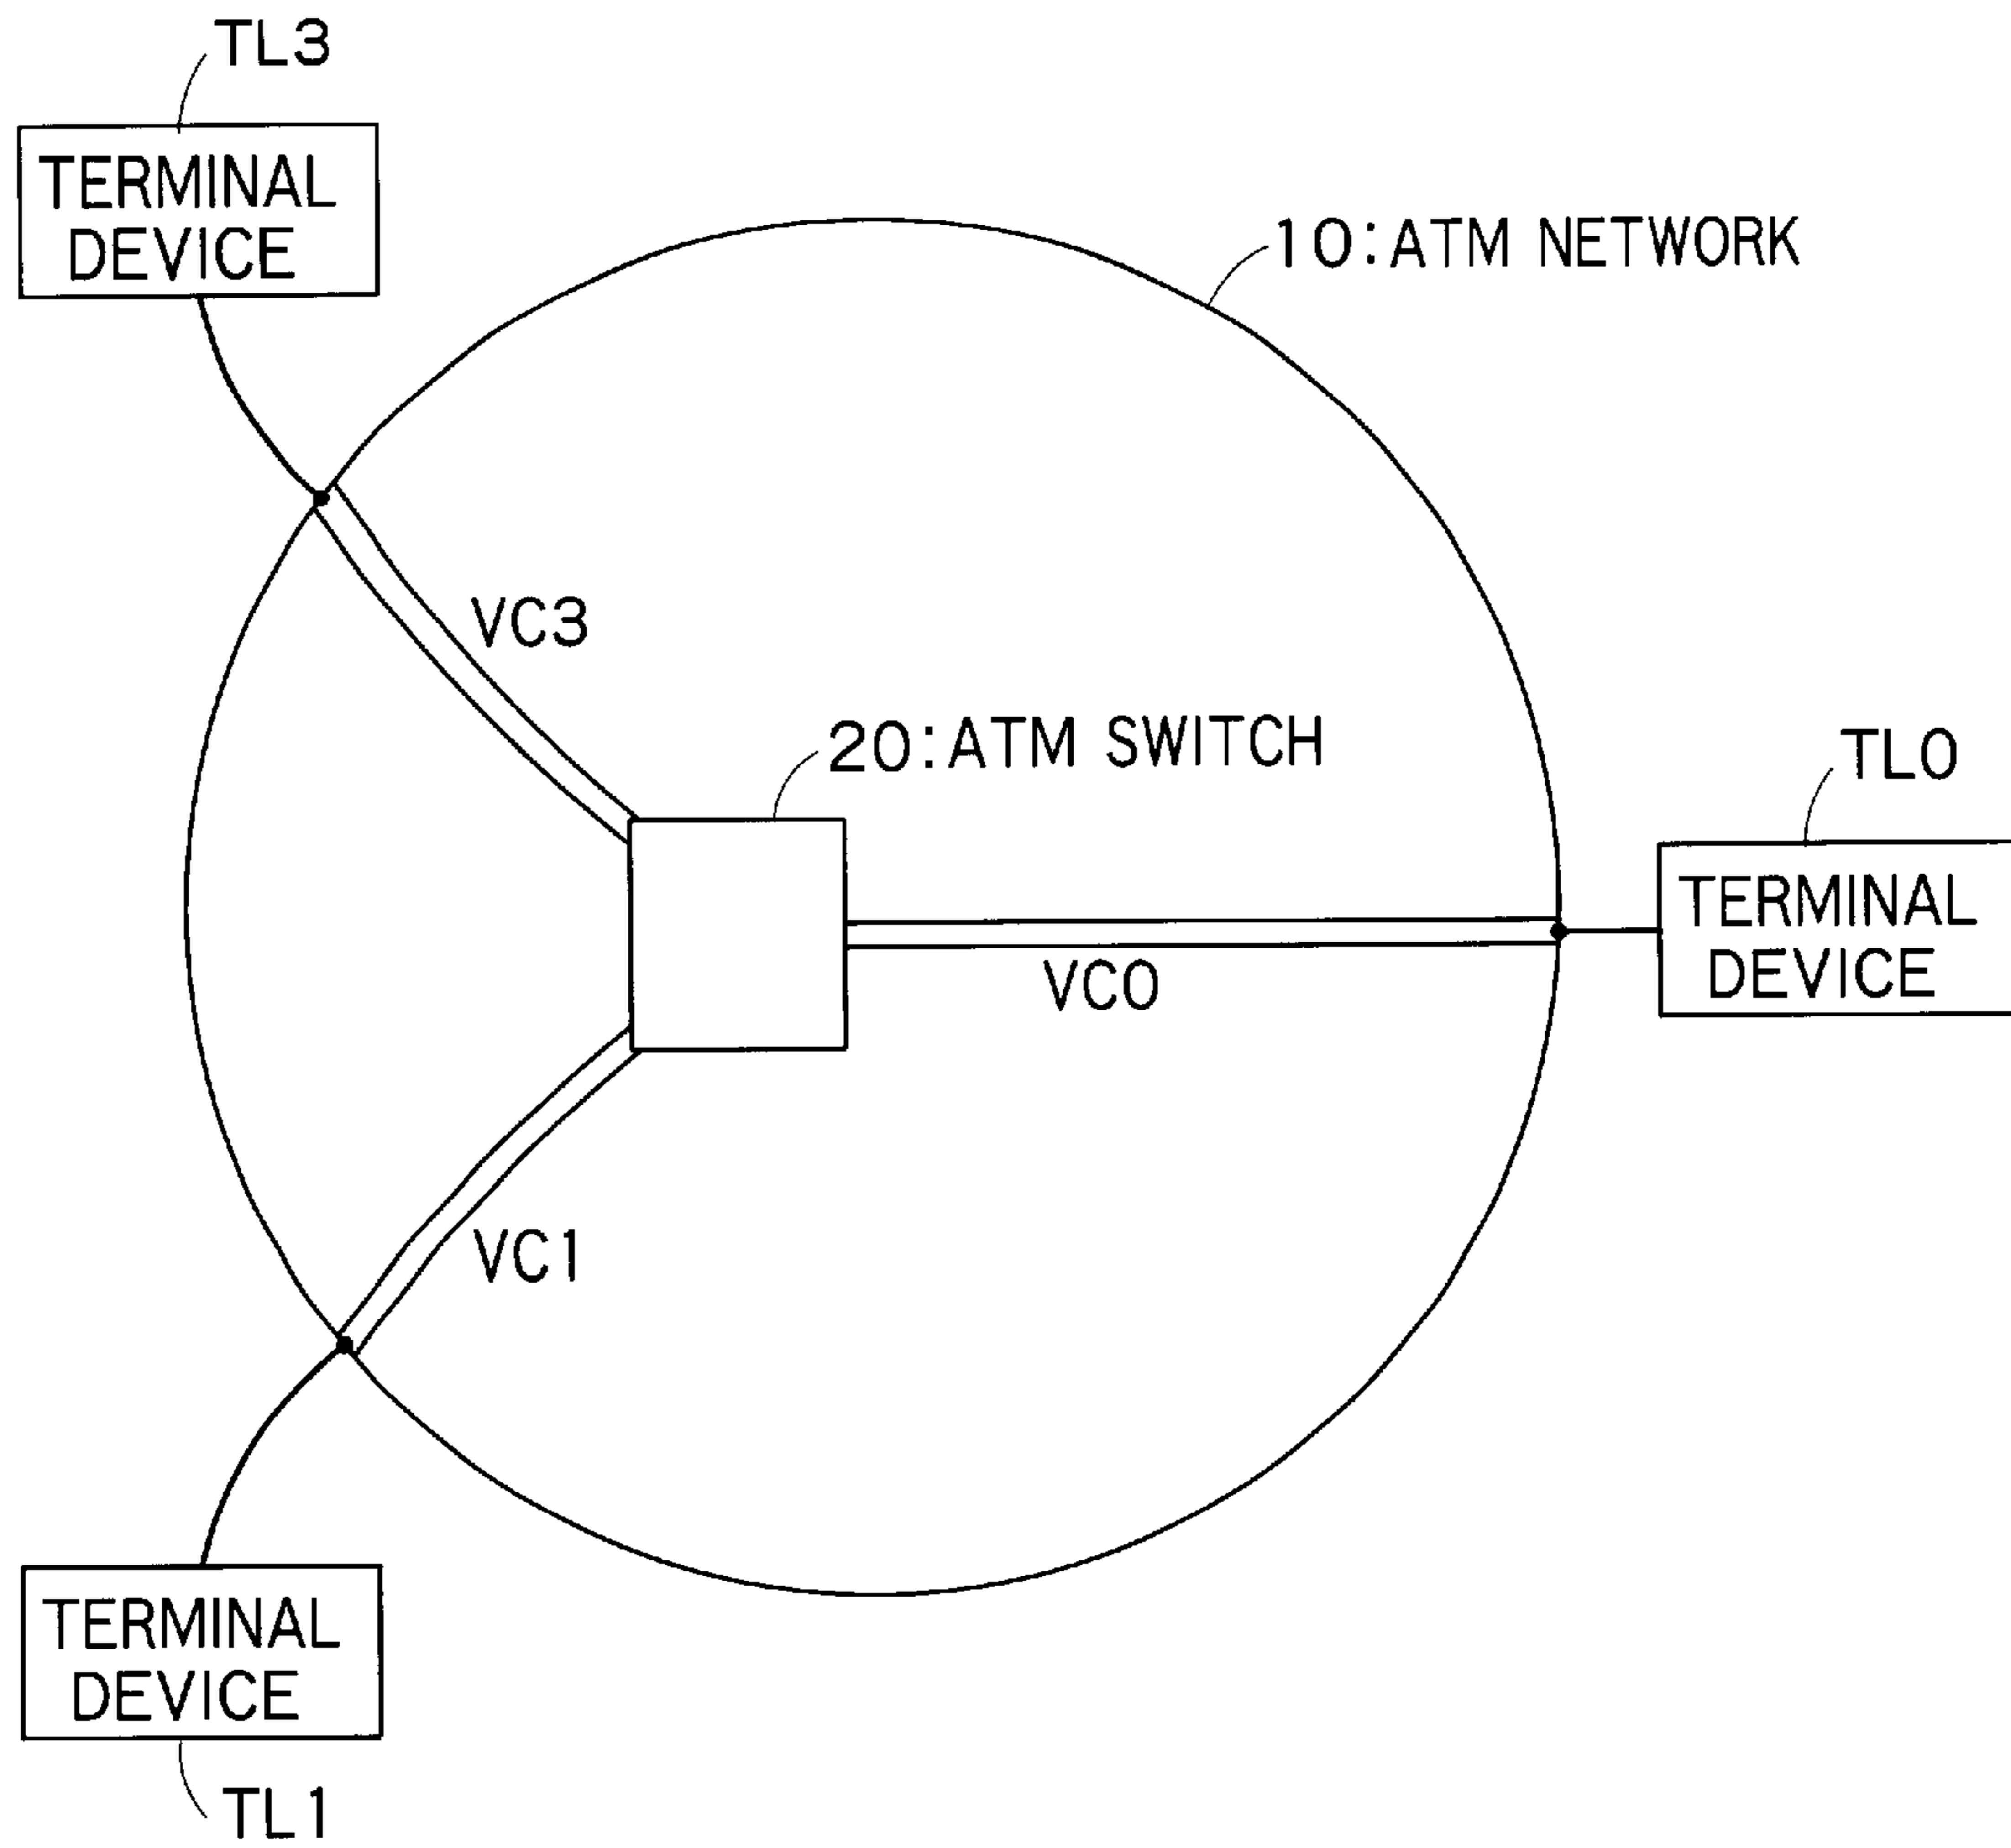 TL3
TERMINAL
DEVICE
10:ATM NETWORK
VC3
20:ATM SWITCH
TL0
TERMINAL
DEVICE
VC0
VC1
TERMINAL
DEVICE
TL1